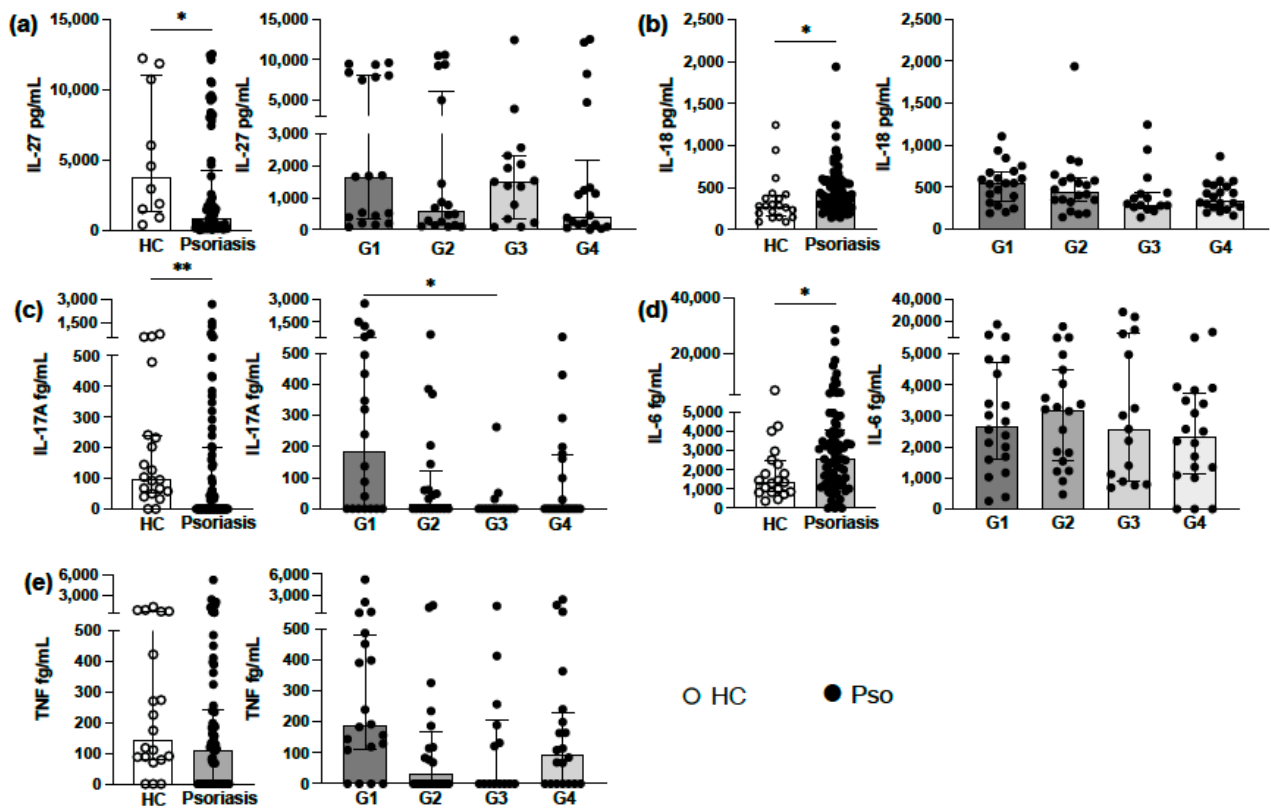 (a)
IL-27 pg/mL
15,000
10,000
5,000
0
*
HC Psoriasis
IL-27 pg/mL
15,000
10,000
5,000
3,000
2,000
1,000
0
G1 G2 G3 G4
(b)
IL-18 pg/mL
2,500
2,000
1,500
1,000
500
0
*
HC Psoriasis
IL-18 pg/mL
2,500
2,000
1,500
1,000
500
0
G1 G2 G3 G4
(c)
IL-17A fg/mL
3,000
1,500
500
400
300
200
100
0
**
HC Psoriasis
IL-17A fg/mL
3,000
1,500
500
400
300
200
100
0
*
G1 G2 G3 G4
(d)
IL-6 fg/mL
40,000
20,000
5,000
4,000
3,000
2,000
1,000
0
*
HC Psoriasis
IL-6 fg/mL
40,000
20,000
5,000
4,000
3,000
2,000
1,000
0
G1 G2 G3 G4
(e)
TNF fg/mL
6,000
3,000
500
400
300
200
100
0
HC Psoriasis
TNF fg/mL
6,000
3,000
500
400
300
200
100
0
G1 G2 G3 G4
HC Pso